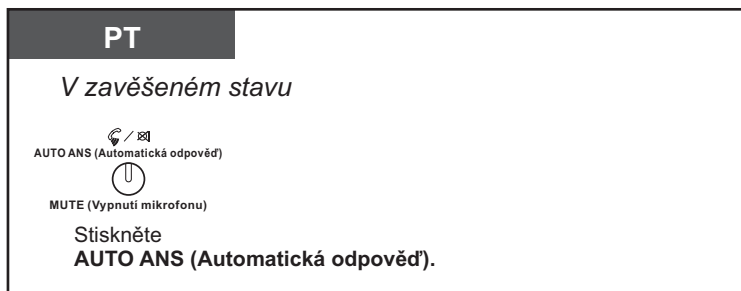 PT
V zavěšeném stavu
AUTO ANS (Automatická odpověď)
MUTE (Vypnutí mikrofonu)
Stiskněte
AUTO ANS (Automatická odpověď).